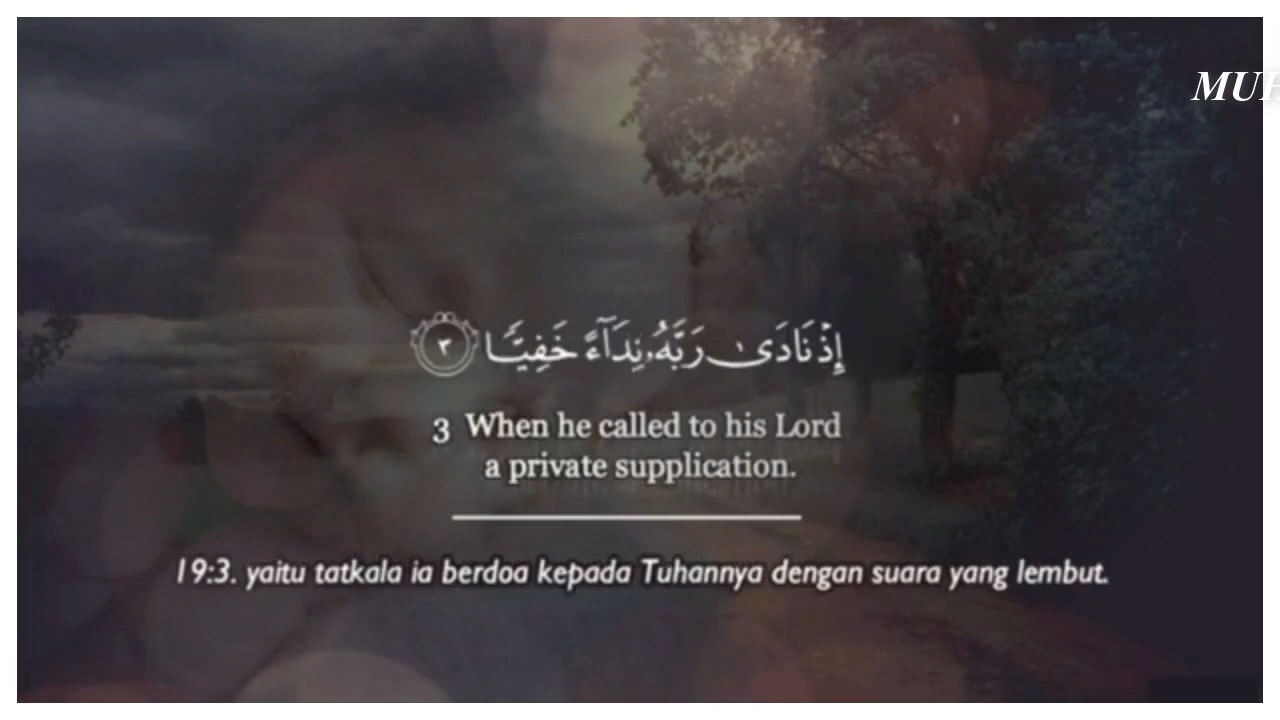 MUH
إِذْ نَادَىٰ رَبَّهُۥ نِدَآءً خَفِيًّا ٣
3 When he called to his Lord
a private supplication.
19:3. yaitu tatkala ia berdoa kepada Tuhannya dengan suara yang lembut.